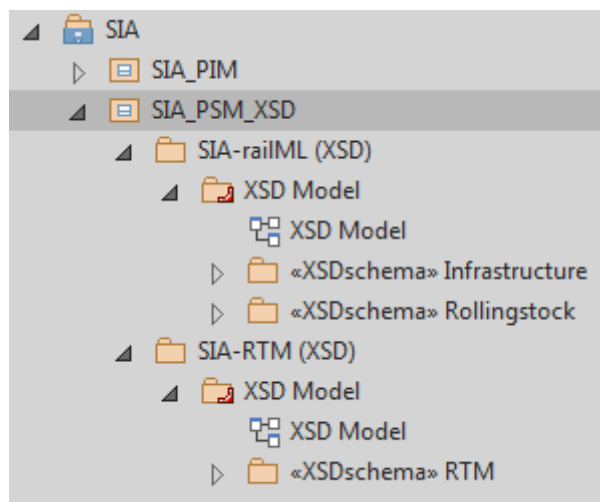 SIA
SIA_PIM
SIA_PSM_XSD
SIA-railML (XSD)
XSD Model
XSD Model
«XSDschema» Infrastructure
«XSDschema» Rollingstock
SIA-RTM (XSD)
XSD Model
XSD Model
«XSDschema» RTM